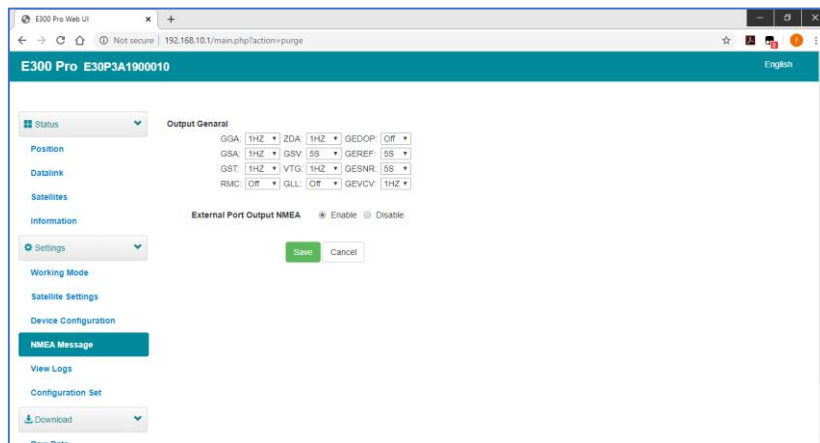 E300 Pro Web UI
Not secure | 192.168.10.1/main.php?action=purge
E300 Pro E30P3A1900010
English
Status
Position
Datalink
Satellites
Information
Settings
Working Mode
Satellite Settings
Device Configuration
NMEA Message
View Logs
Configuration Set
Download
Output Genaral
GGA: 1HZ ZDA: 1HZ GEDOP: Off
GSA: 1HZ GSV: 5S GEREF: 5S
GST: 1HZ VTG: 1HZ GESNR: 5S
RMC: Off GLL: Off GEVCV: 1HZ
External Port Output NMEA Enable Disable
Save Cancel